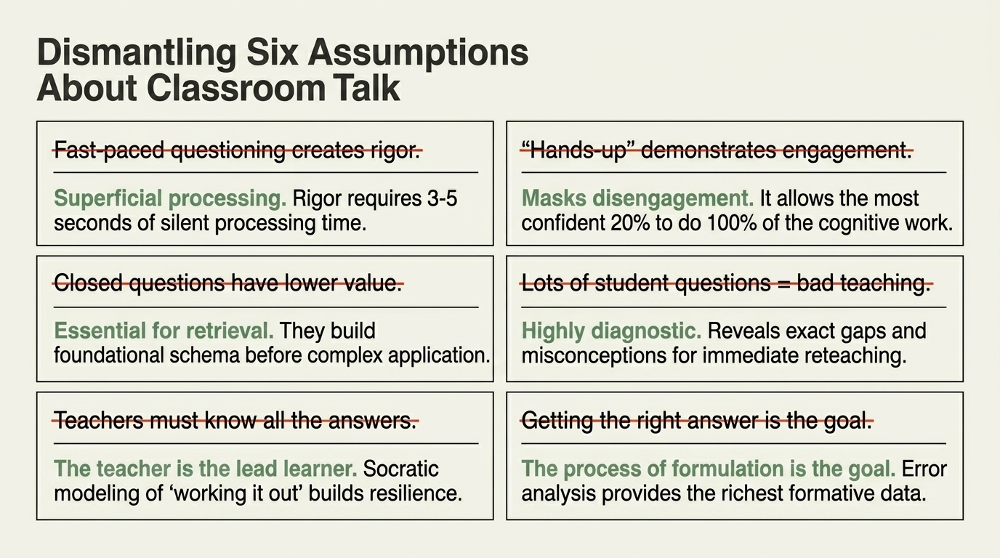 Dismantling Six Assumptions
About Classroom Talk
Fast-paced questioning creates rigor.
Superficial processing. Rigor requires 3-5
seconds of silent processing time.
“Hands-up” demonstrates engagement.
Masks disengagement. It allows the most
confident 20% to do 100% of the cognitive work.
Closed questions have lower value.
Essential for retrieval. They build
foundational schema before complex application.
Lots of student questions = bad teaching.
Highly diagnostic. Reveals exact gaps and
misconceptions for immediate reteaching.
Teachers must know all the answers.
The teacher is the lead learner. Socratic
modeling of ‘working it out’ builds resilience.
Getting the right answer is the goal.
The process of formulation is the goal. Error
analysis provides the richest formative data.